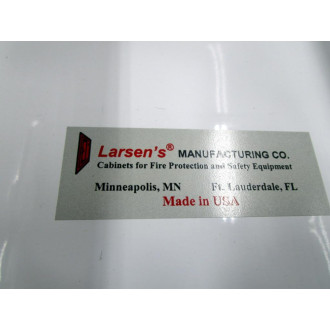 Larsen's® MANUFACTURING CO.
Cabinets for Fire Protection and Safety Equipment
Minneapolis, MN Ft. Lauderdale, FL
Made in USA